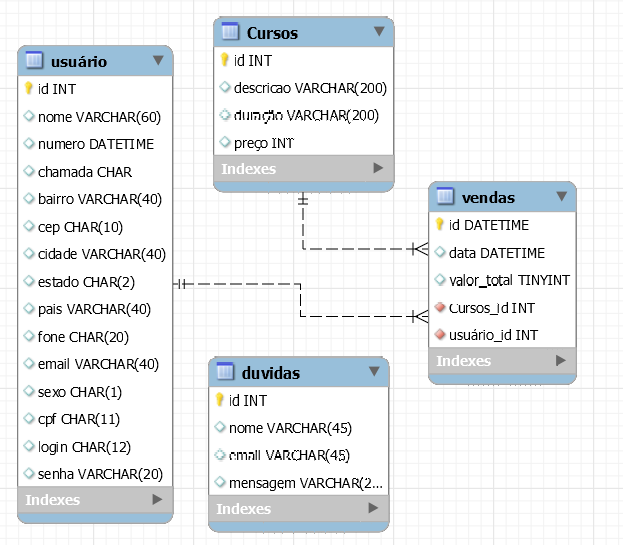 usuário
id INT
nome VARCHAR(60)
numero DATETIME
chamada CHAR
bairro VARCHAR(40)
cep CHAR(10)
cidade VARCHAR(40)
estado CHAR(2)
pais VARCHAR(40)
fone CHAR(20)
email VARCHAR(40)
sexo CHAR(1)
cpf CHAR(11)
login CHAR(12)
senha VARCHAR(20)
Indexes
Cursos
id INT
descricao VARCHAR(200)
duração VARCHAR(200)
preço INT
Indexes
vendas
id DATETIME
data DATETIME
valor_total TINYINT
Cursos_id INT
usuário_id INT
Indexes
duvidas
id INT
nome VARCHAR(45)
email VARCHAR(45)
mensagem VARCHAR(2...
Indexes